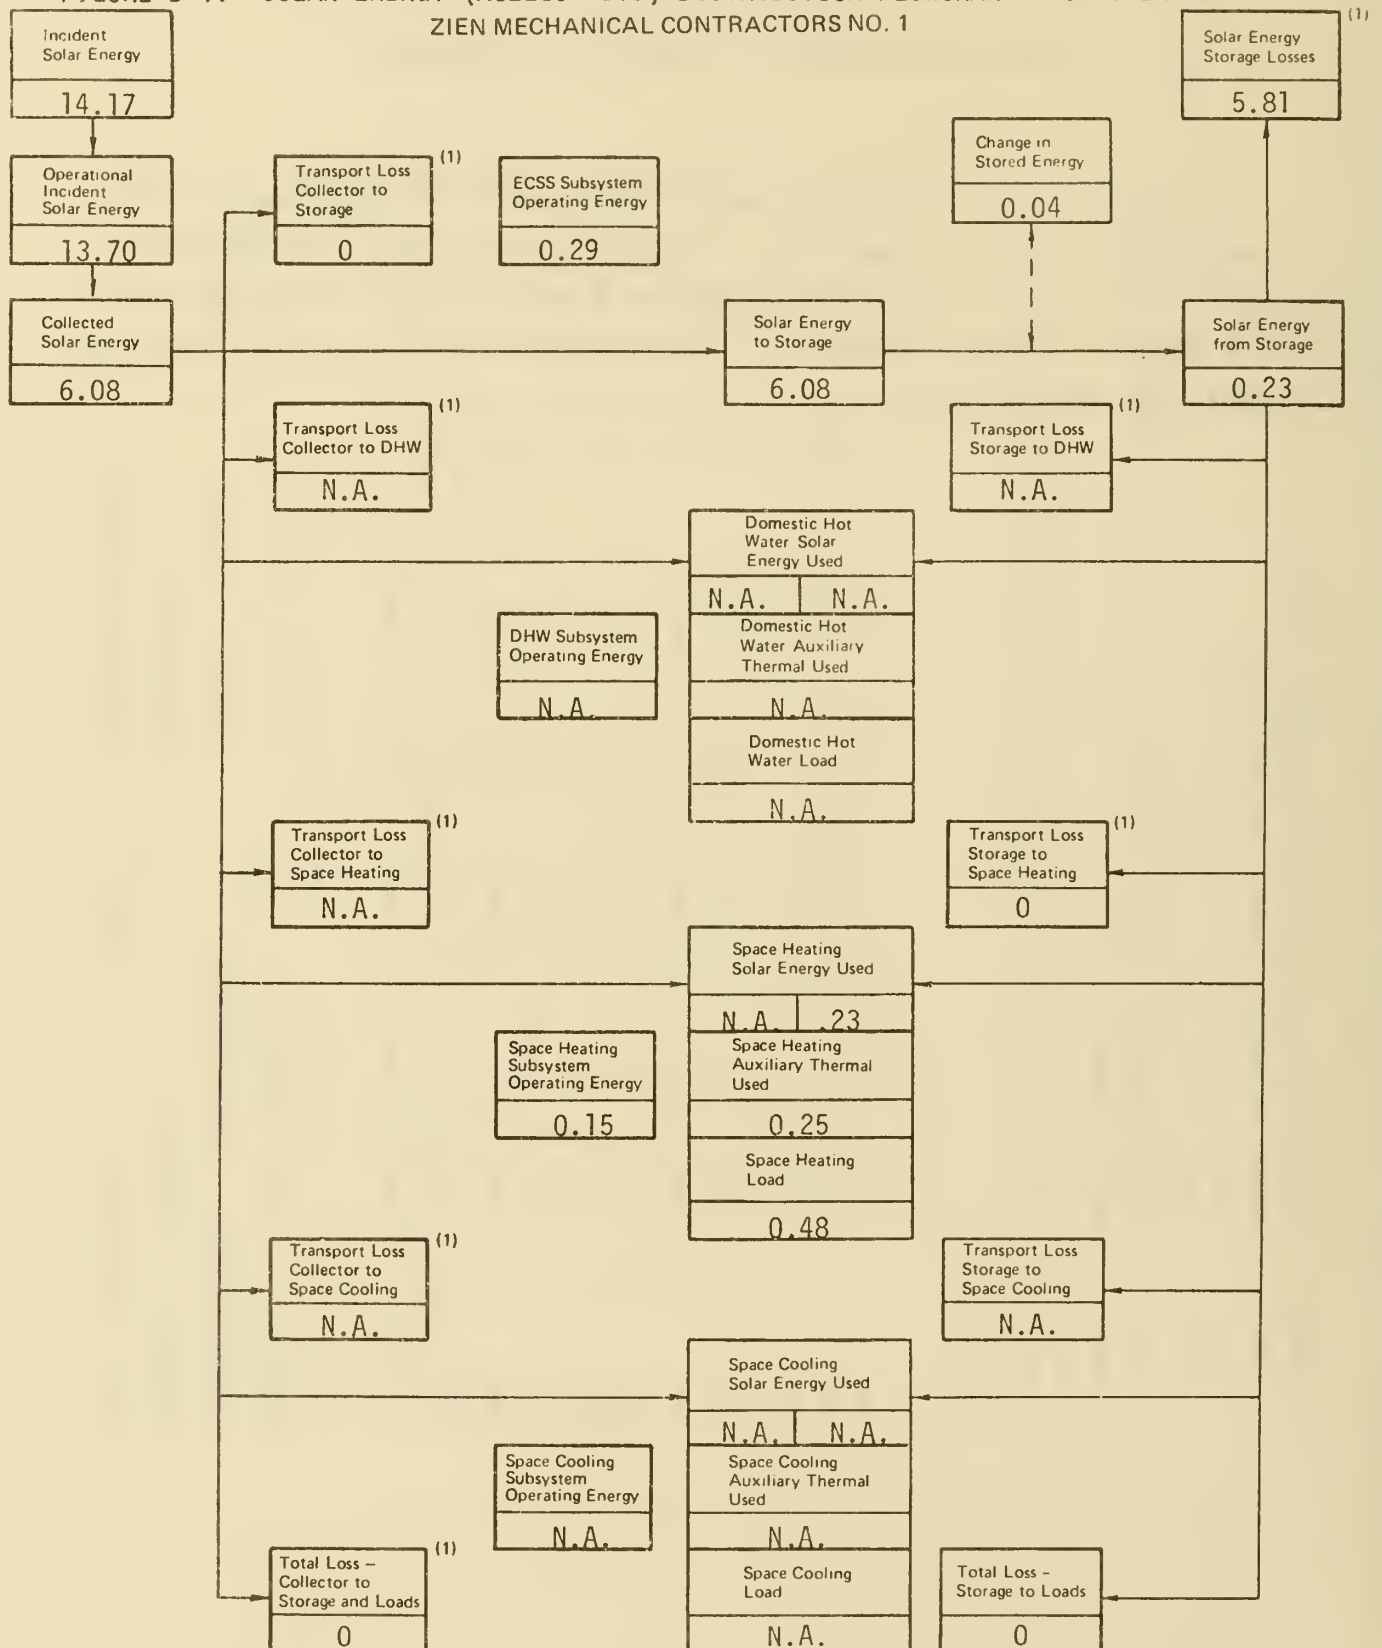 ZIEN MECHANICAL CONTRACTORS NO. 1
Incident
Solar Energy
14.17
(1)
Solar Energy
Storage Losses
5.81
Change in
Stored Energy
0.04
Operational
Incident
Solar Energy
13.70
(1)
Transport Loss
Collector to
Storage
0
ECSS Subsystem
Operating Energy
0.29
Collected
Solar Energy
6.08
Solar Energy
to Storage
6.08
Solar Energy
from Storage
0.23
(1)
Transport Loss
Collector to DHW
N.A.
(1)
Transport Loss
Storage to DHW
N.A.
Domestic Hot
Water Solar
Energy Used
N.A. N.A.
Domestic Hot
Water Auxiliary
Thermal Used
N.A.
Domestic Hot
Water Load
N.A.
DHW Subsystem
Operating Energy
N.A.
(1)
Transport Loss
Collector to
Space Heating
N.A.
(1)
Transport Loss
Storage to
Space Heating
0
Space Heating
Solar Energy Used
N.A. .23
Space Heating
Auxiliary Thermal
Used
0.25
Space Heating
Load
0.48
Space Heating
Subsystem
Operating Energy
0.15
(1)
Transport Loss
Collector to
Space Cooling
N.A.
Transport Loss
Storage to
Space Cooling
N.A.
Space Cooling
Solar Energy Used
N.A. N.A.
Space Cooling
Auxiliary Thermal
Used
N.A.
Space Cooling
Load
N.A.
Space Cooling
Subsystem
Operating Energy
N.A.
(1)
Total Loss –
Collector to
Storage and Loads
0
Total Loss –
Storage to Loads
0